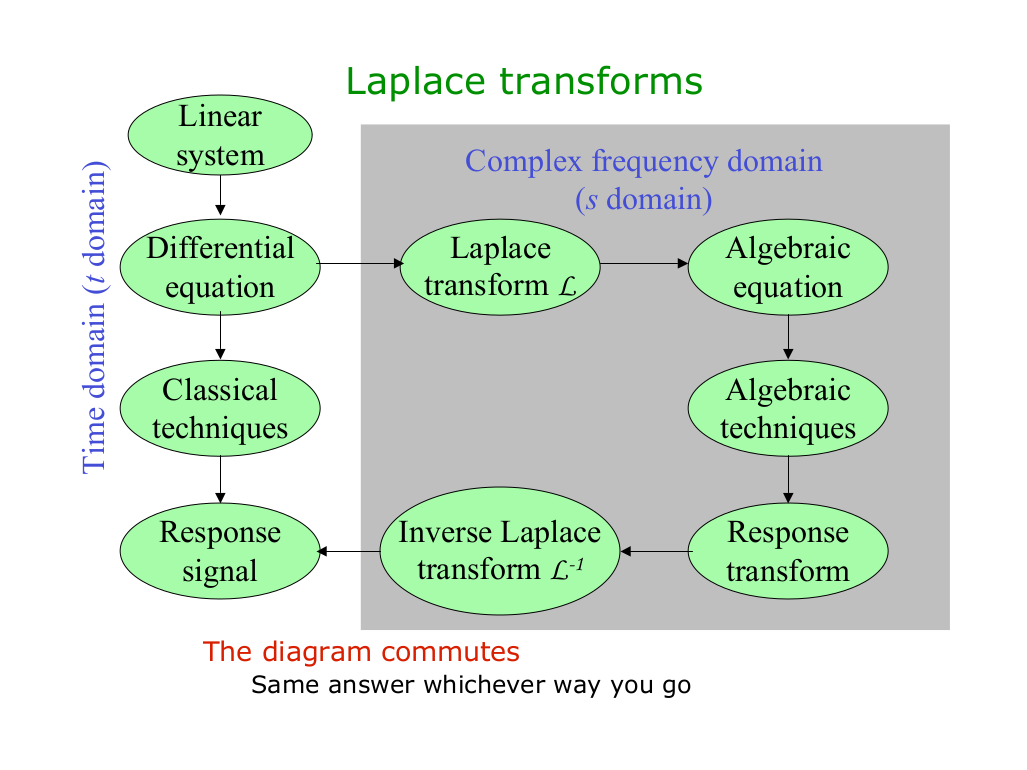 Laplace transforms
Linear
system
Complex frequency domain
(s domain)
Time domain (t domain)
Differential
equation
Laplace
transform ℒ
Algebraic
equation
Classical
techniques
Algebraic
techniques
Response
signal
Inverse Laplace
transform ℒ⁻¹
Response
transform
The diagram commutes
Same answer whichever way you go